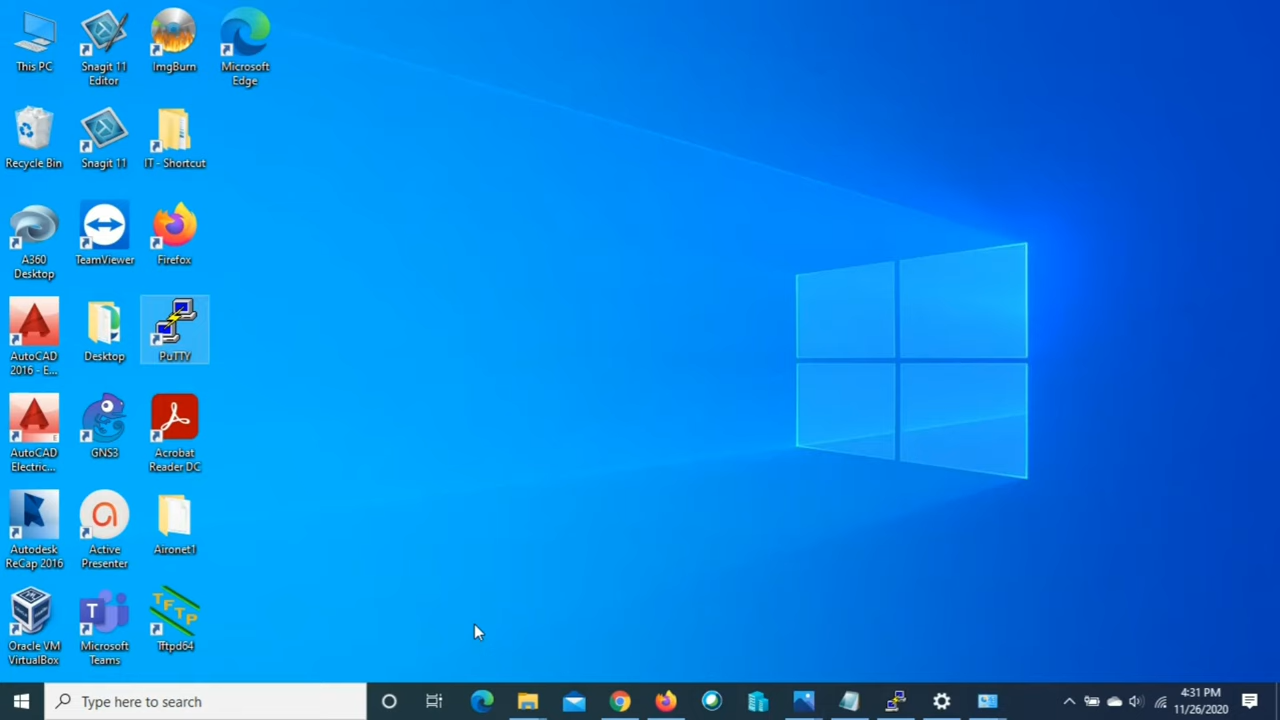 This PC
Snagit 11
Editor
ImgBurn
Microsoft
Edge
Recycle Bin
Snagit 11
IT - Shortcut
A360
Desktop
TeamViewer
Firefox
AutoCAD
2016 - E...
Desktop
PuTTY
AutoCAD
Electric...
GNS3
Acrobat
Reader DC
Autodesk
ReCap 2016
Active
Presenter
Aironet1
TFTP
Oracle VM
VirtualBox
Microsoft
Teams
Tftpd64
Type here to search
4:31 PM
11/26/2020